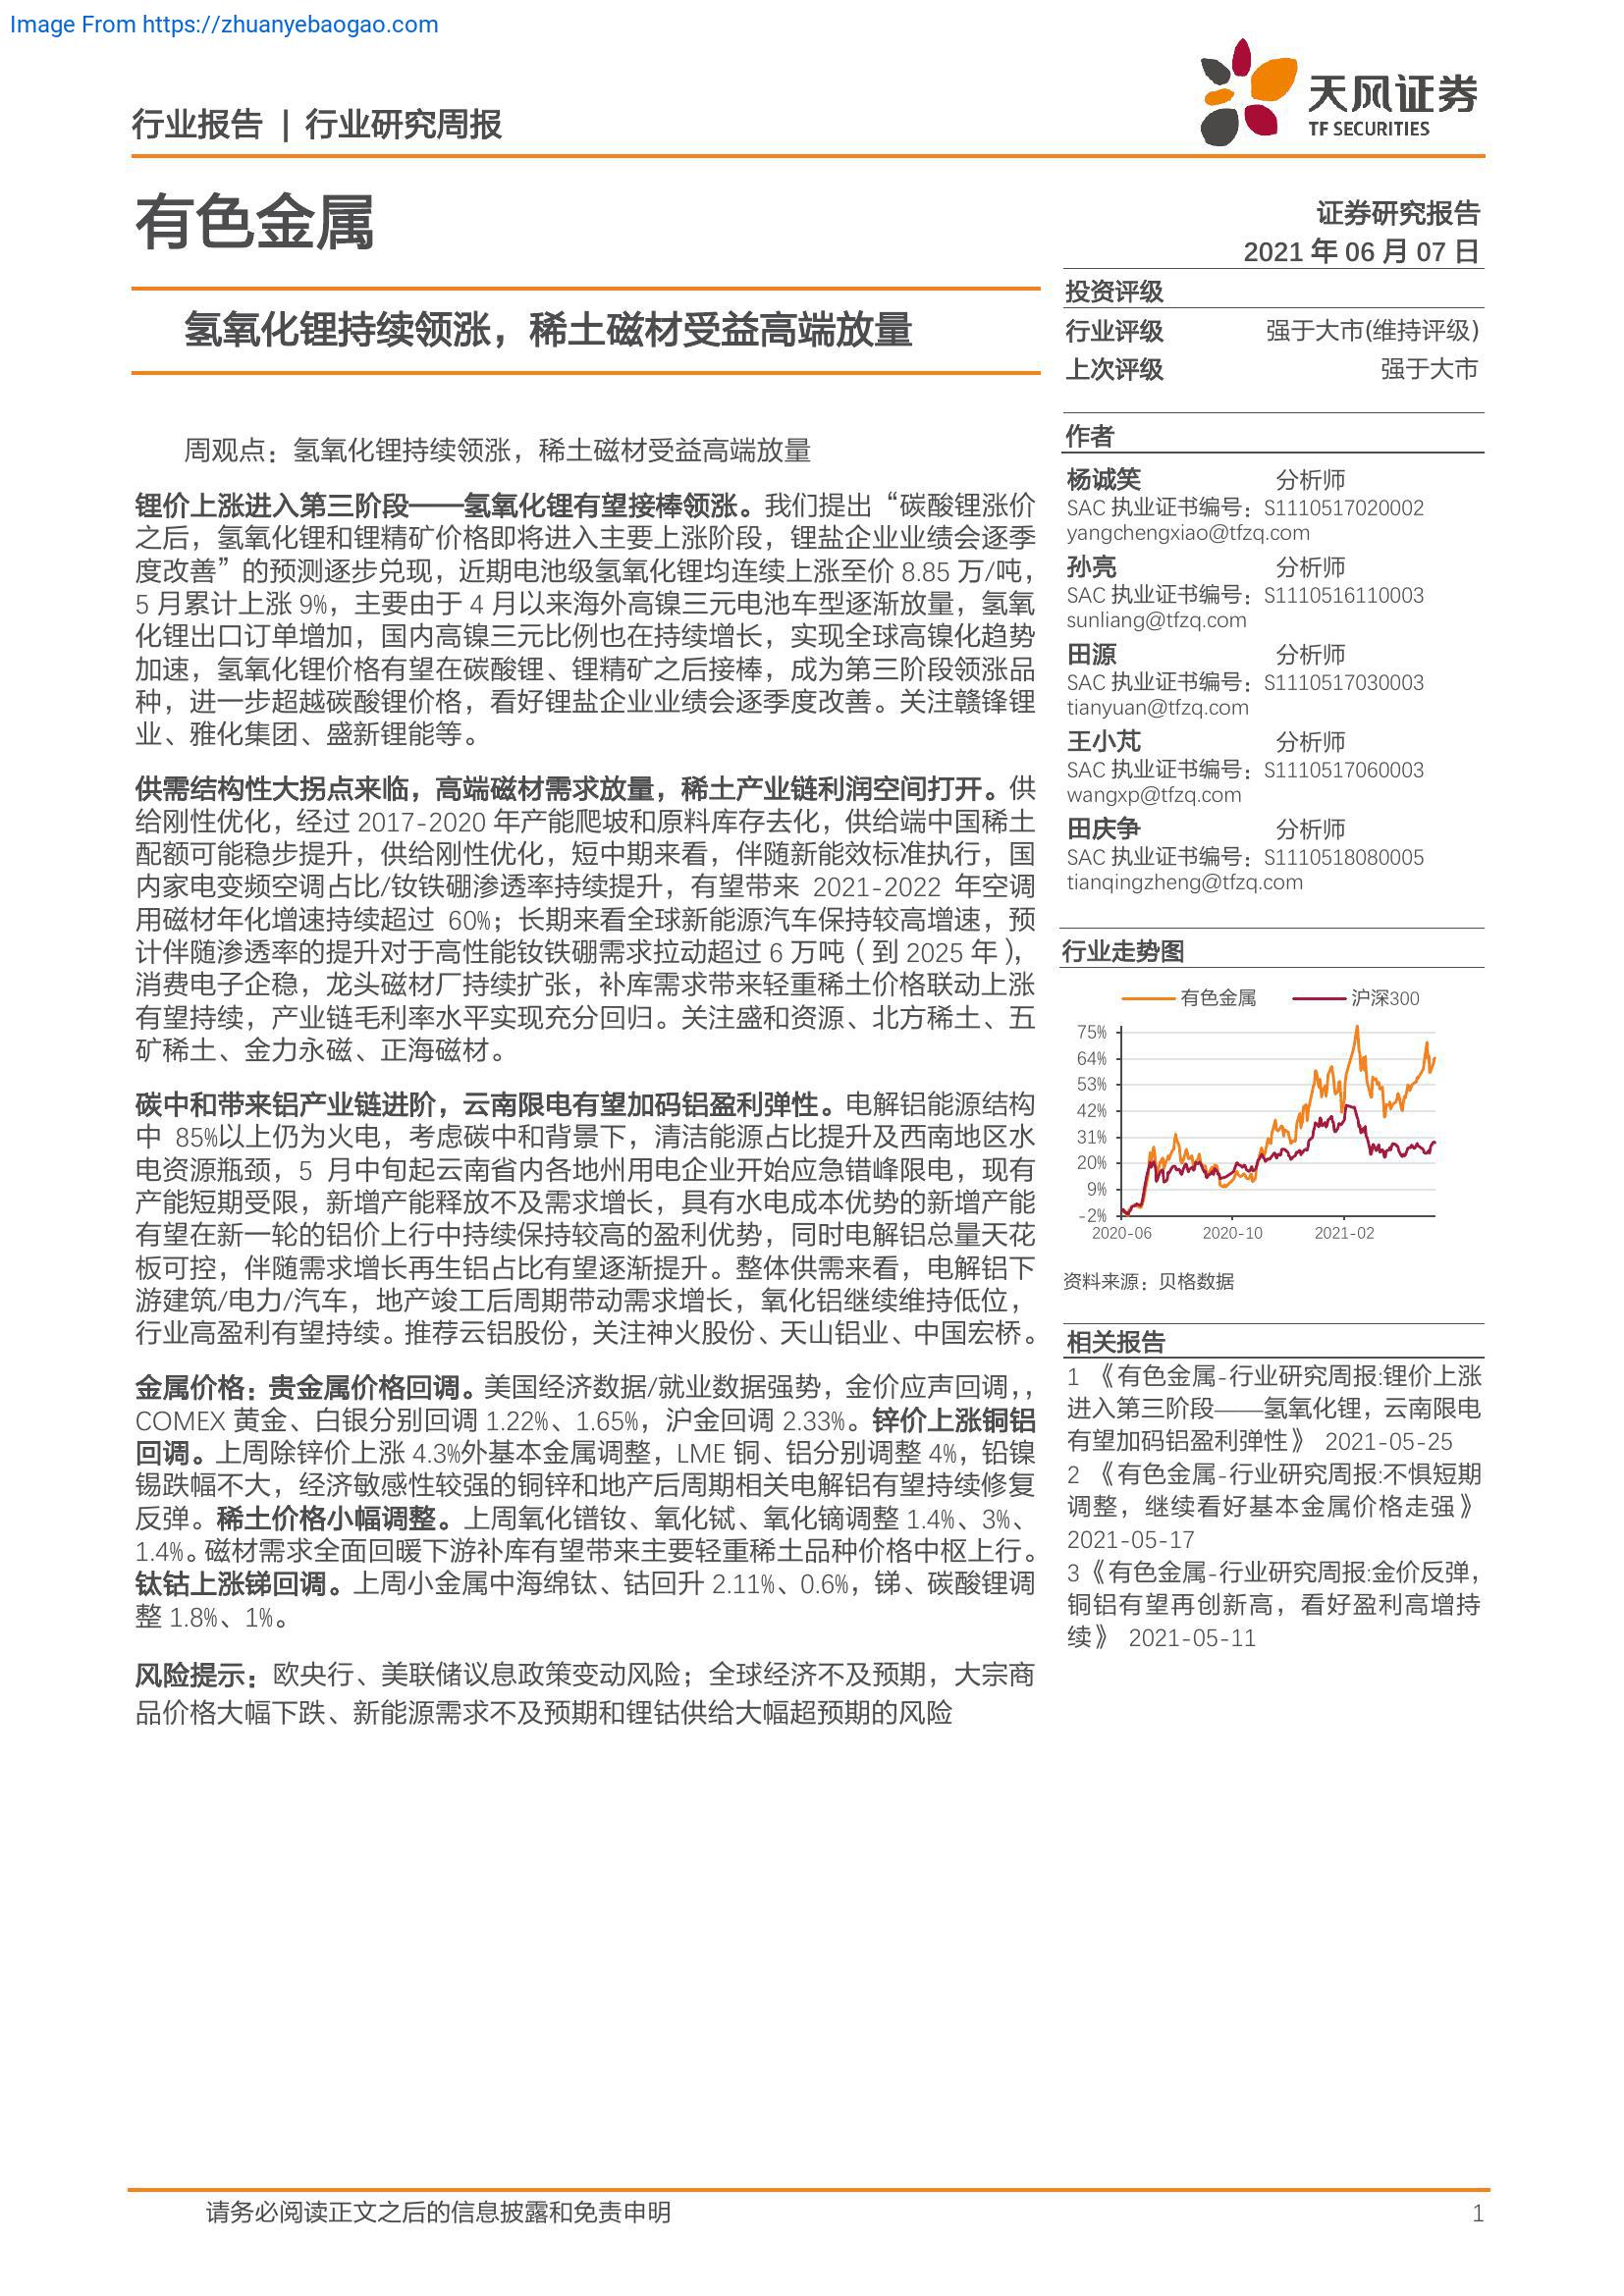 Image From https://zhuanyebaogao.com
行业报告 | 行业研究周报
天风证券
TF SECURITIES
有色金属
证券研究报告
2021 年 06 月 07 日
氢氧化锂持续领涨，稀土磁材受益高端放量
投资评级
行业评级 强于大市(维持评级)
上次评级 强于大市
周观点：氢氧化锂持续领涨，稀土磁材受益高端放量
锂价上涨进入第三阶段——氢氧化锂有望接棒领涨。我们提出“碳酸锂涨价
之后，氢氧化锂和锂精矿价格即将进入主要上涨阶段，锂盐企业业绩会逐季
度改善”的预测逐步兑现，近期电池级氢氧化锂均连续上涨至价 8.85 万/吨，
5 月累计上涨 9%，主要由于 4 月以来海外高镍三元电池车型逐渐放量，氢氧
化锂出口订单增加，国内高镍三元比例也在持续增长，实现全球高镍化趋势
加速，氢氧化锂价格有望在碳酸锂、锂精矿之后接棒，成为第三阶段领涨品
种，进一步超越碳酸锂价格，看好锂盐企业业绩会逐季度改善。关注赣锋锂
业、雅化集团、盛新锂能等。
供需结构性大拐点来临，高端磁材需求放量，稀土产业链利润空间打开。供
给刚性优化，经过 2017-2020 年产能爬坡和原料库存去化，供给端中国稀土
配额可能稳步提升，供给刚性优化，短中期来看，伴随新能效标准执行，国
内家电变频空调占比/钕铁硼渗透率持续提升，有望带来 2021-2022 年空调
用磁材年化增速持续超过 60%；长期来看全球新能源汽车保持较高增速，预
计伴随渗透率的提升对于高性能钕铁硼需求拉动超过 6 万吨（到 2025 年），
消费电子企稳，龙头磁材厂持续扩张，补库需求带来轻重稀土价格联动上涨
有望持续，产业链毛利率水平实现充分回归。关注盛和资源、北方稀土、五
矿稀土、金力永磁、正海磁材。
碳中和带来铝产业链进阶，云南限电有望加码铝盈利弹性。电解铝能源结构
中 85%以上仍为火电，考虑碳中和背景下，清洁能源占比提升及西南地区水
电资源瓶颈，5 月中旬起云南省内各地州用电企业开始应急错峰限电，现有
产能短期受限，新增产能释放不及需求增长，具有水电成本优势的新增产能
有望在新一轮的铝价上行中持续保持较高的盈利优势，同时电解铝总量天花
板可控，伴随需求增长再生铝占比有望逐渐提升。整体供需来看，电解铝下
游建筑/电力/汽车，地产竣工后周期带动需求增长，氧化铝继续维持低位，
行业高盈利有望持续。推荐云铝股份，关注神火股份、天山铝业、中国宏桥。
金属价格：贵金属价格回调。美国经济数据/就业数据强势，金价应声回调，，
COMEX 黄金、白银分别回调 1.22%、1.65%，沪金回调 2.33%。锌价上涨铜铝
回调。上周除锌价上涨 4.3%外基本金属调整，LME 铜、铝分别调整 4%，铅镍
锡跌幅不大，经济敏感性较强的铜锌和地产后周期相关电解铝有望持续修复
反弹。稀土价格小幅调整。上周氧化镨钕、氧化铽、氧化镝调整 1.4%、3%、
1.4%。磁材需求全面回暖下游补库有望带来主要轻重稀土品种价格中枢上行。
钛钴上涨锑回调。上周小金属中海绵钛、钴回升 2.11%、0.6%，锑、碳酸锂调
整 1.8%、1%。
风险提示：欧央行、美联储议息政策变动风险；全球经济不及预期，大宗商
品价格大幅下跌、新能源需求不及预期和锂钴供给大幅超预期的风险
作者
杨诚笑 分析师
SAC 执业证书编号：S1110517020002
yangchengxiao@tfzq.com
孙亮 分析师
SAC 执业证书编号：S1110516110003
sunliang@tfzq.com
田源 分析师
SAC 执业证书编号：S1110517030003
tianyuan@tfzq.com
王小芃 分析师
SAC 执业证书编号：S1110517060003
wangxp@tfzq.com
田庆争 分析师
SAC 执业证书编号：S1110518080005
tianqingzheng@tfzq.com
行业走势图
有色金属 沪深300
75%
64%
53%
42%
31%
20%
9%
-2%
2020-06 2020-10 2021-02
资料来源：贝格数据
相关报告
1 《有色金属-行业研究周报:锂价上涨
进入第三阶段——氢氧化锂，云南限电
有望加码铝盈利弹性》 2021-05-25
2 《有色金属-行业研究周报:不惧短期
调整，继续看好基本金属价格走强》
2021-05-17
3《有色金属-行业研究周报:金价反弹，
铜铝有望再创新高，看好盈利高增持
续》 2021-05-11
请务必阅读正文之后的信息披露和免责申明 1